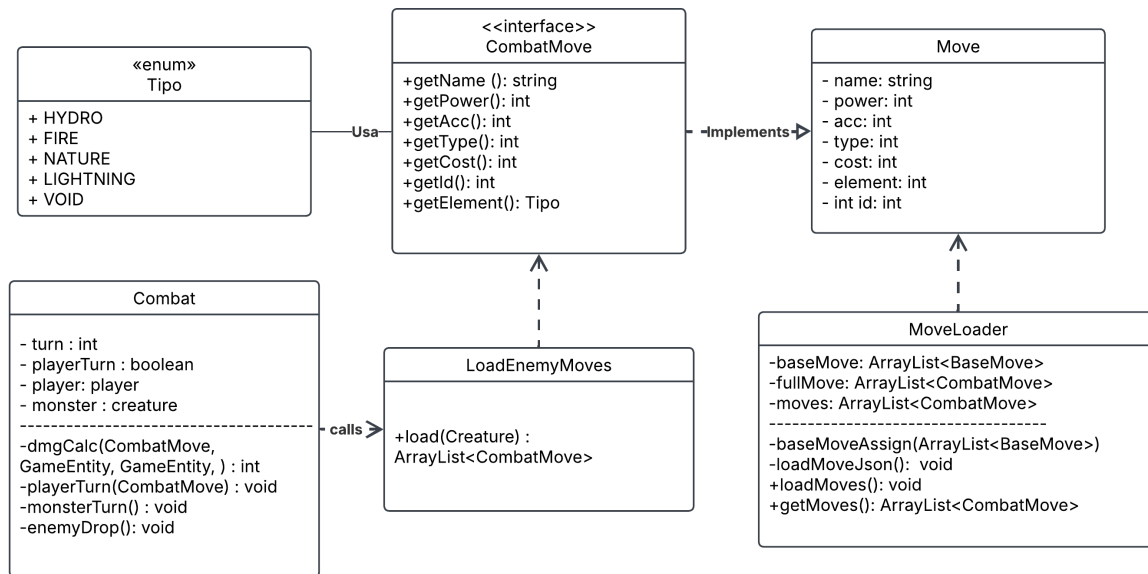 «enum»
Tipo
+ HYDRO
+ FIRE
+ NATURE
+ LIGHTNING
+ VOID
Usa
<<interface>>
CombatMove
+getName (): string
+getPower(): int
+getAcc(): int
+getType(): int
+getCost(): int
+getId(): int
+getElement(): Tipo
Implements
Move
- name: string
- power: int
- acc: int
- type: int
- cost: int
- element: int
- int id: int
Combat
- turn : int
- playerTurn : boolean
- player: player
- monster : creature
--------------------------------------
-dmgCalc(CombatMove,
GameEntity, GameEntity, ) : int
-playerTurn(CombatMove) : void
-monsterTurn() : void
-enemyDrop(): void
calls
LoadEnemyMoves
+load(Creature) :
ArrayList<CombatMove>
MoveLoader
-baseMove: ArrayList<BaseMove>
-fullMove: ArrayList<CombatMove>
-moves: ArrayList<CombatMove>
------------------------------------
-baseMoveAssign(ArrayList<BaseMove>)
-loadMoveJson():  void
+loadMoves(): void
+getMoves(): ArrayList<CombatMove>